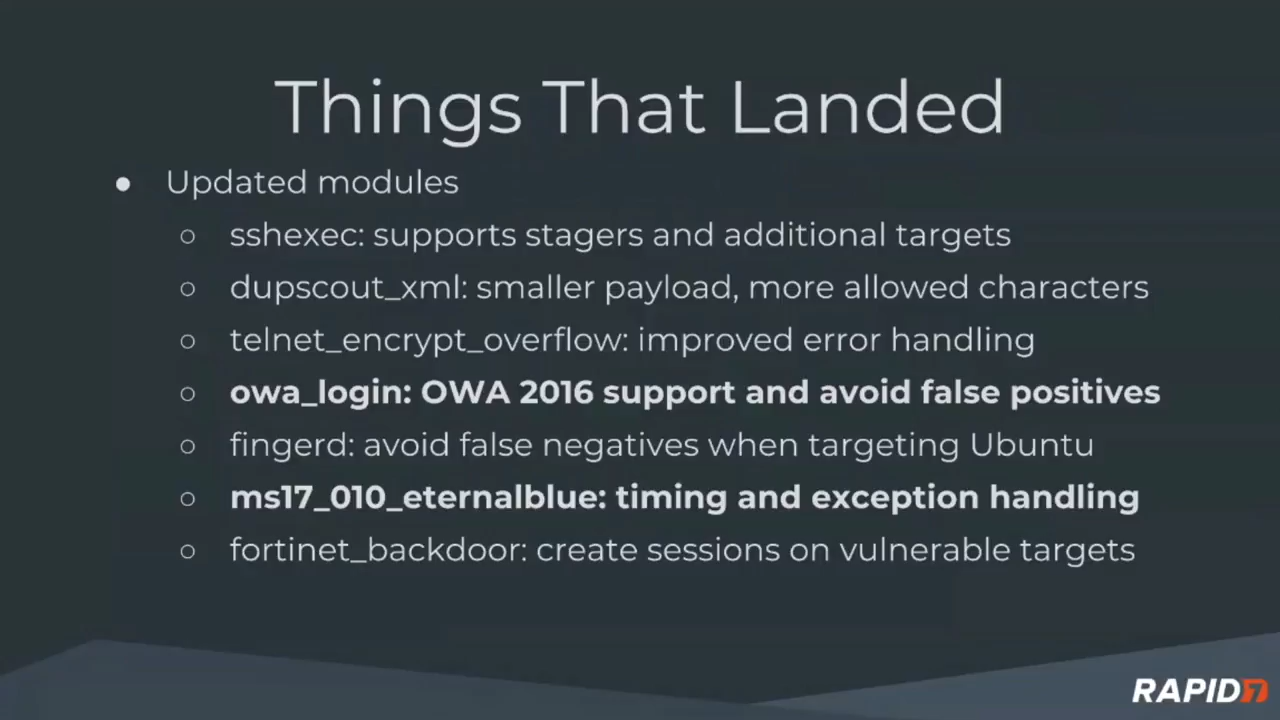 Things That Landed
● Updated modules
○ sshexec: supports stagers and additional targets
○ dupscout_xml: smaller payload, more allowed characters
○ telnet_encrypt_overflow: improved error handling
○ owa_login: OWA 2016 support and avoid false positives
○ fingerd: avoid false negatives when targeting Ubuntu
○ ms17_010_eternalblue: timing and exception handling
○ fortinet_backdoor: create sessions on vulnerable targets
RAPID7